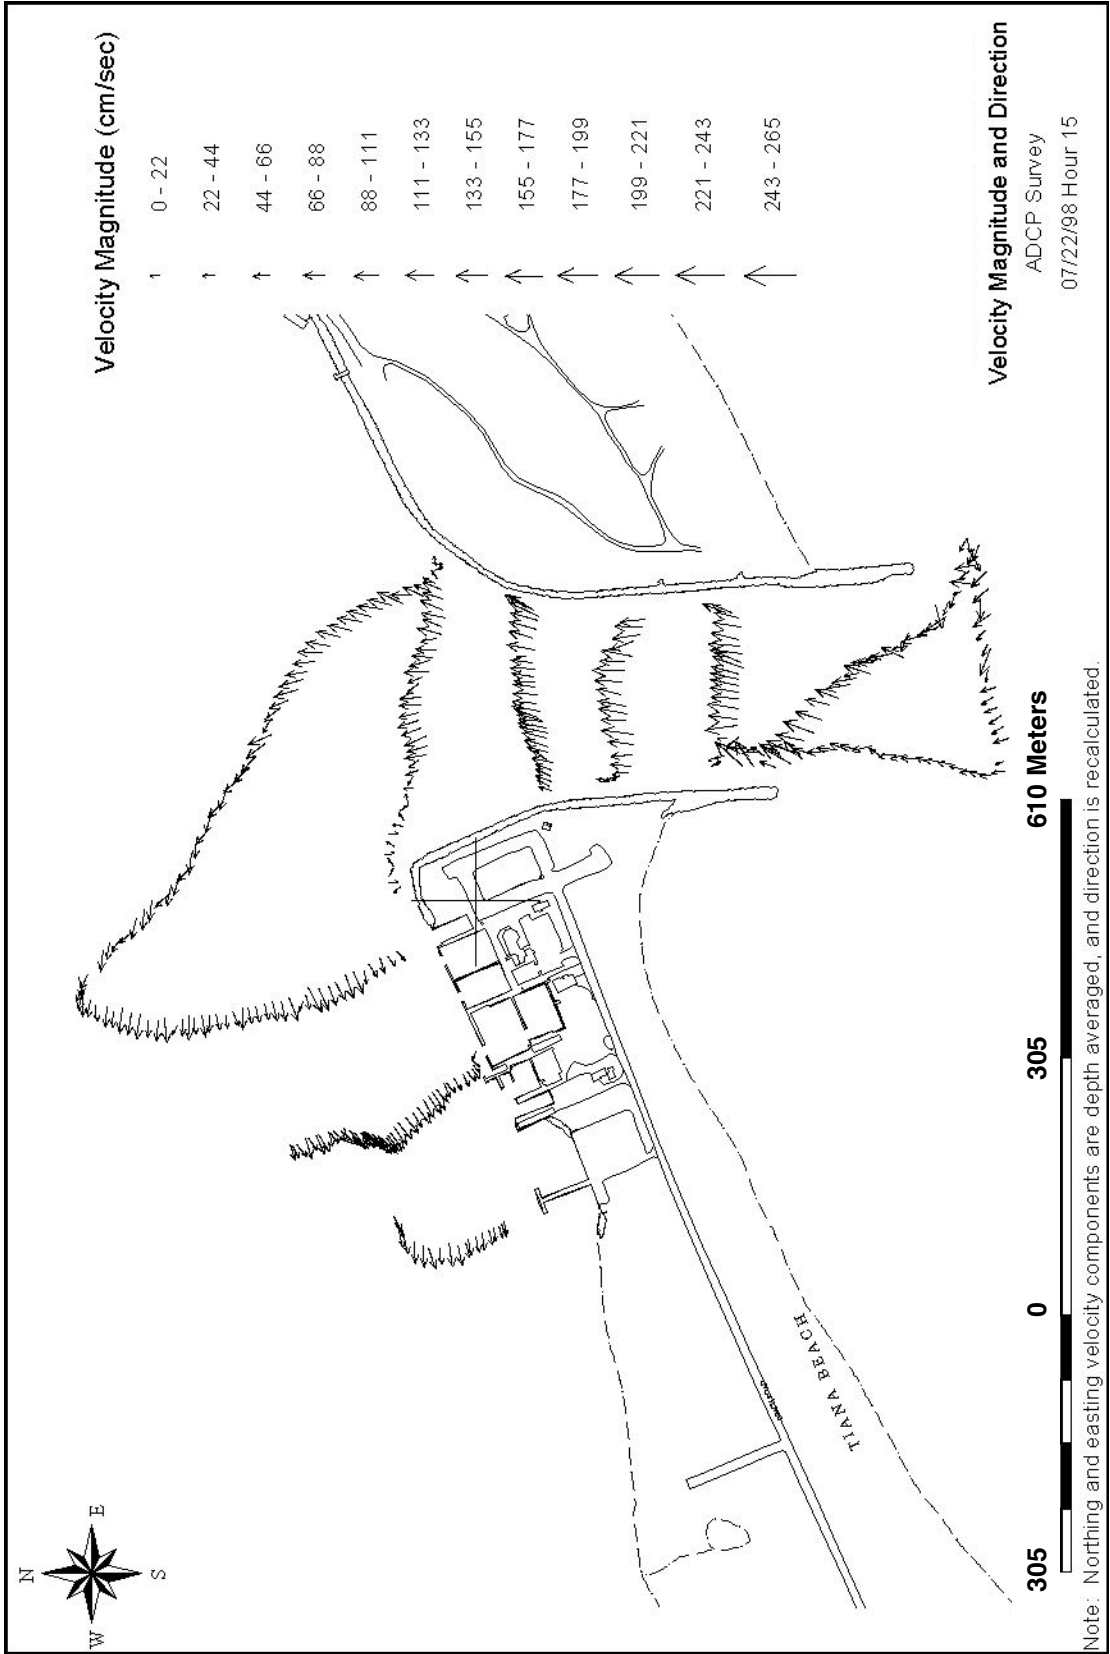 N
W
E
S
Velocity Magnitude (cm/sec)
0 - 22
22 - 44
44 - 66
66 - 88
88 - 111
111 - 133
133 - 155
155 - 177
177 - 199
199 - 221
221 - 243
243 - 265
TIANA BEACH
305
0
305
610 Meters
Velocity Magnitude and Direction
ADCP Survey
07/22/98 Hour 15
Note: Northing and easting velocity components are depth averaged, and direction is recalculated.